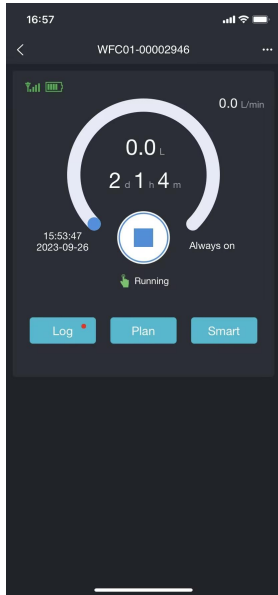 16:57
WFC01-00002946
0.0 L/min
0.0 L
2 d 1 h 4 m
15:53:47
2023-09-26
Always on
Running
Log
Plan
Smart